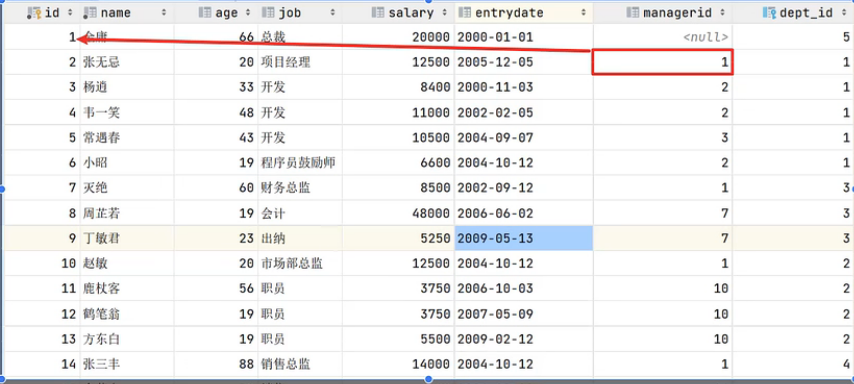 id name age job salary entrydate managerid dept_id
1 金庸 66 总裁 20000 2000-01-01 <null> 5
2 张无忌 20 项目经理 12500 2005-12-05 1 1
3 杨逍 33 开发 8400 2000-11-03 2 1
4 韦一笑 48 开发 11000 2002-02-05 2 1
5 常遇春 43 开发 10500 2004-09-07 3 1
6 小昭 19 程序员鼓励师 6600 2004-10-12 2 1
7 灭绝 60 财务总监 8500 2002-09-12 1 3
8 周芷若 19 会计 48000 2006-06-02 7 3
9 丁敏君 23 出纳 5250 2009-05-13 7 3
10 赵敏 20 市场部总监 12500 2004-10-12 1 2
11 鹿杖客 56 职员 3750 2006-10-03 10 2
12 鹤笔翁 19 职员 3750 2007-05-09 10 2
13 方东白 19 职员 5500 2009-02-12 10 2
14 张三丰 88 销售总监 14000 2004-10-12 1 4